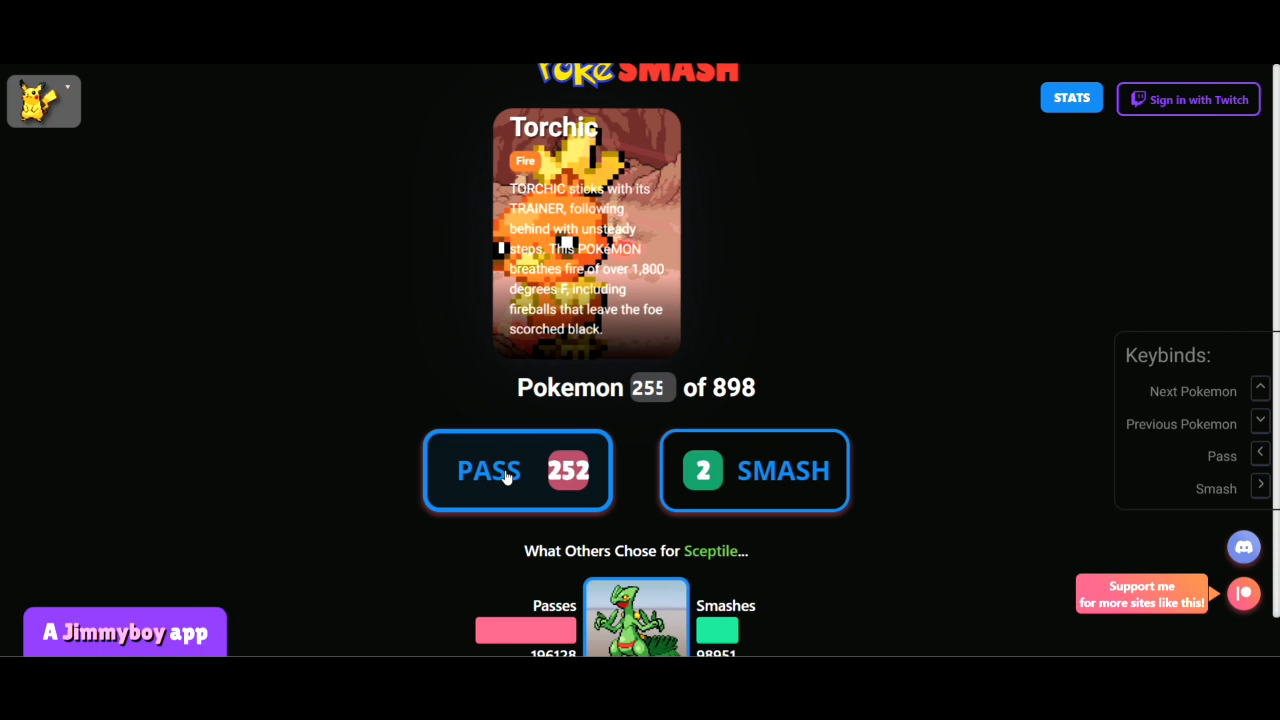 Poké SMASH
STATS
Sign in with Twitch
Torchic
Fire
TORCHIC sticks with its
TRAINER, following
behind with unsteady
steps. This POKéMON
breathes fire of over 1,800
degrees F, including
fireballs that leave the foe
scorched black.
Pokemon 255 of 898
PASS 252
2 SMASH
Keybinds:
Next Pokemon
Previous Pokemon
Pass
Smash
What Others Chose for Sceptile...
Passes
Smashes
196128
98951
Support me
for more sites like this!
A Jimmyboy app